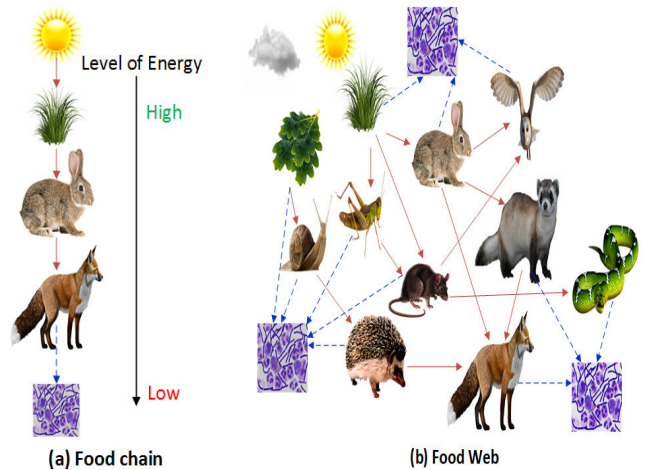 Level of Energy
High
Low
(a) Food chain
(b) Food Web